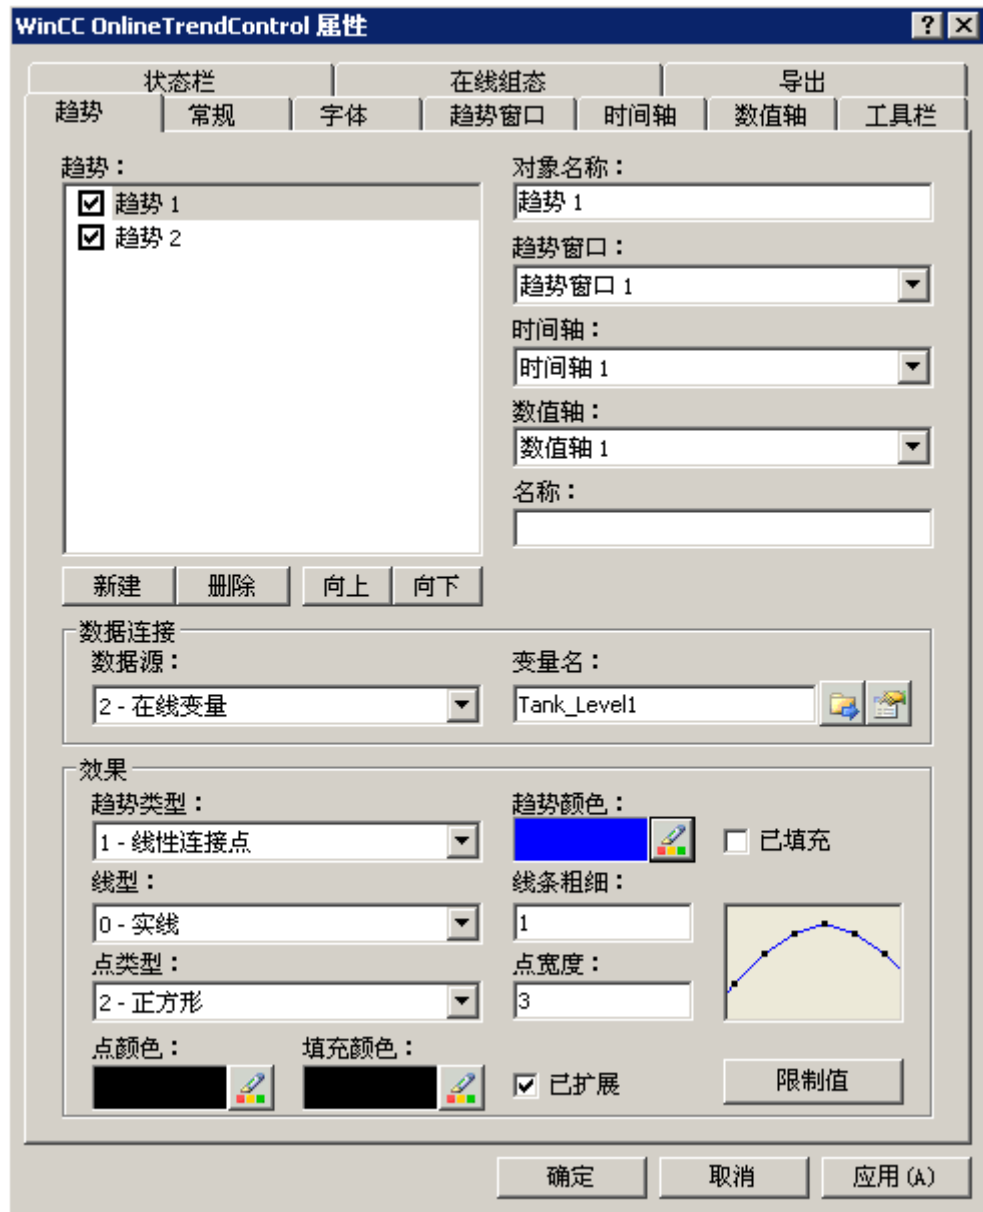 WinCC OnlineTrendControl 属性
状态栏 在线组态 导出
趋势 常规 字体 趋势窗口 时间轴 数值轴 工具栏
趋势： 对象名称：
趋势 1 趋势 1
趋势 2
趋势窗口：
趋势窗口 1
时间轴：
时间轴 1
数值轴：
数值轴 1
名称：
新建 删除 向上 向下
数据连接
数据源： 变量名：
2 - 在线变量 Tank_Level1
效果
趋势类型： 趋势颜色：
1 - 线性连接点 已填充
线型： 线条粗细：
0 - 实线 1
点类型： 点宽度：
2 - 正方形 3
点颜色： 填充颜色：
已扩展 限制值
确定 取消 应用(A)